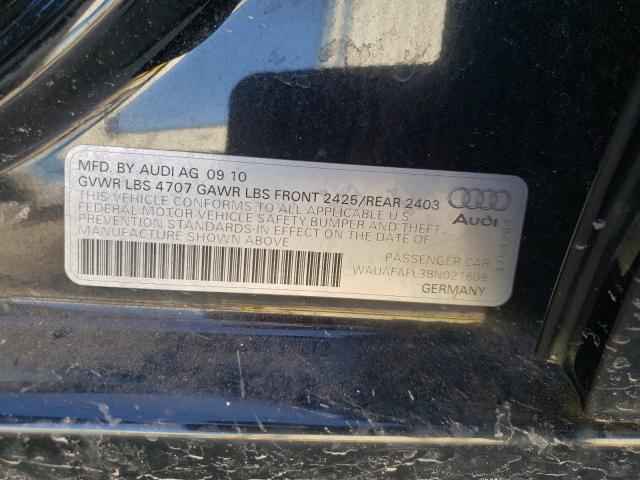 MFD. BY AUDI AG 09 10
GVWR LBS 4707 GAWR LBS FRONT 2425/REAR 2403
THIS VEHICLE CONFORMS TO ALL APPLICABLE U.S.
FEDERAL MOTOR VEHICLE SAFETY BUMPER AND THEFT
PREVENTION STANDARDS IN EFFECT ON THE DATE OF
MANUFACTURE SHOWN ABOVE
Audi
3764284
PASSENGER CAR
WAUAFAFL3BN021809
GERMANY